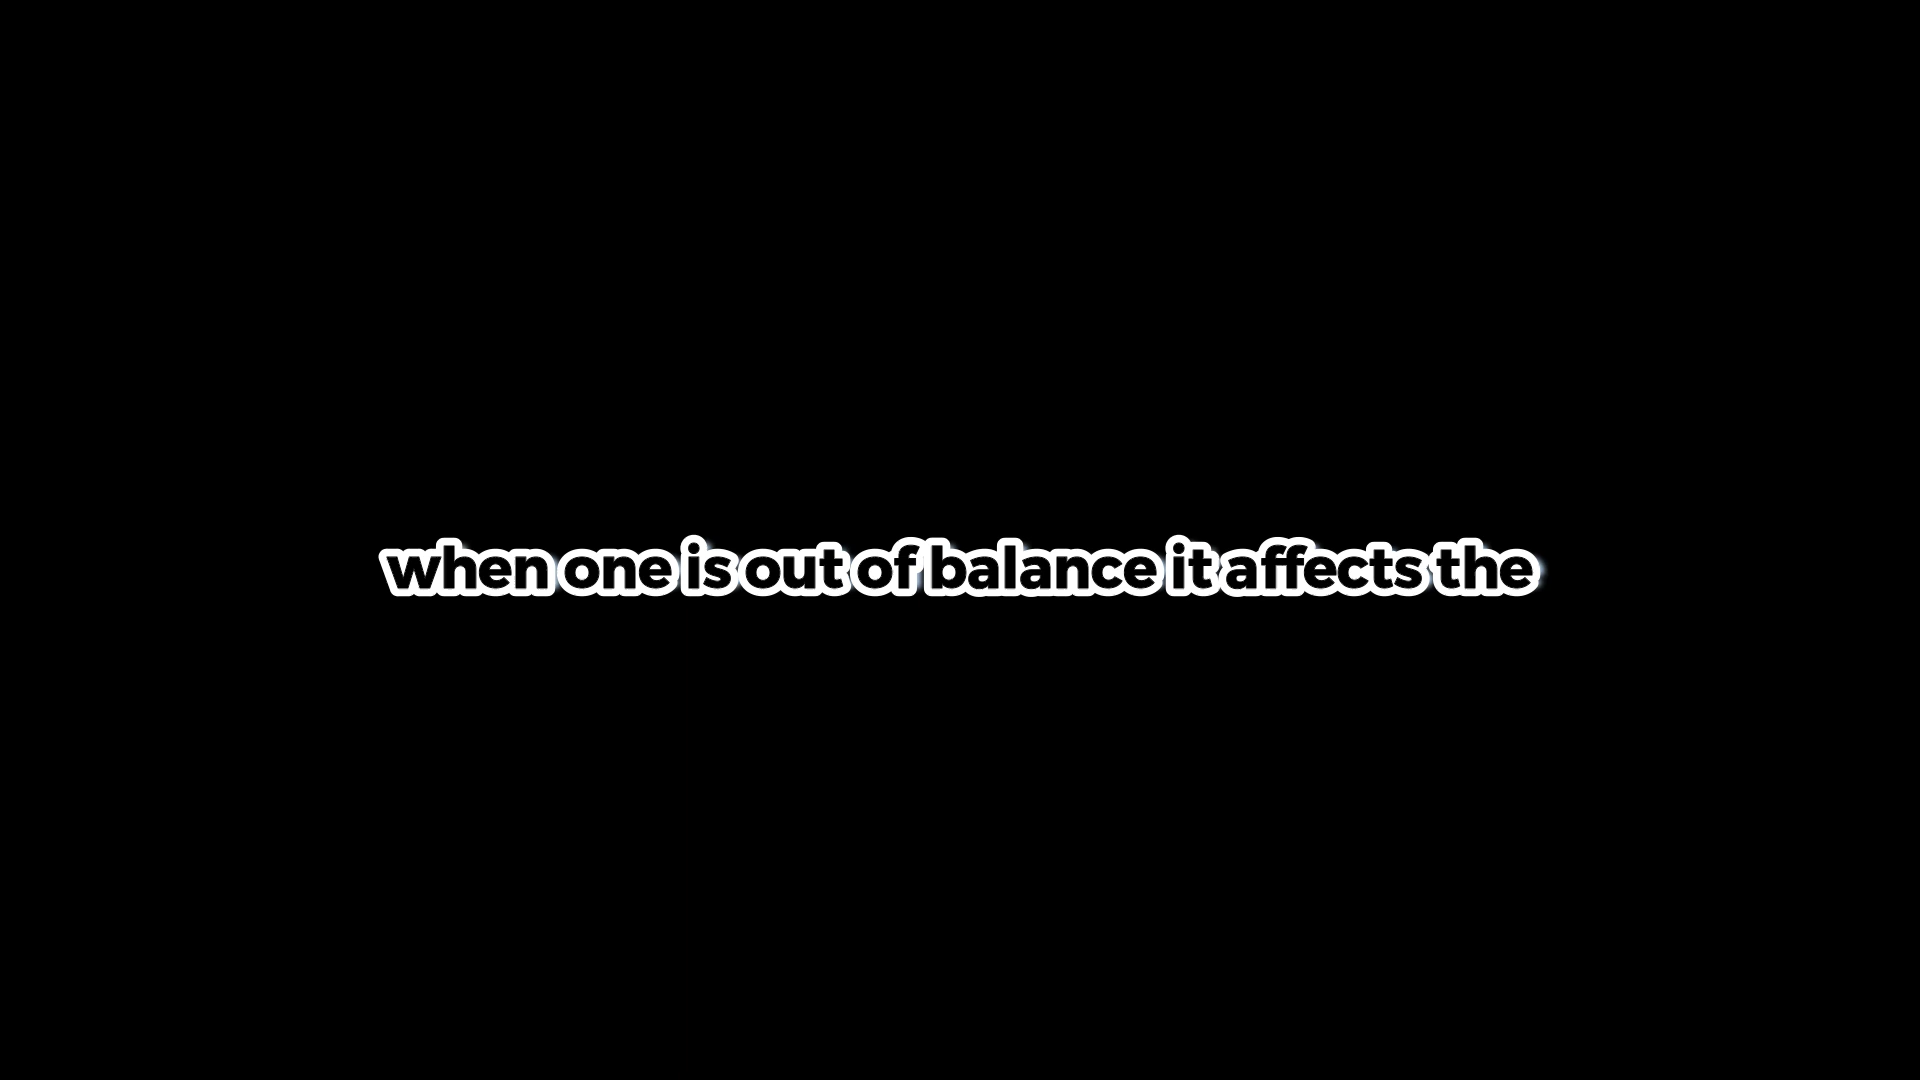 when one is out of balance it affects the